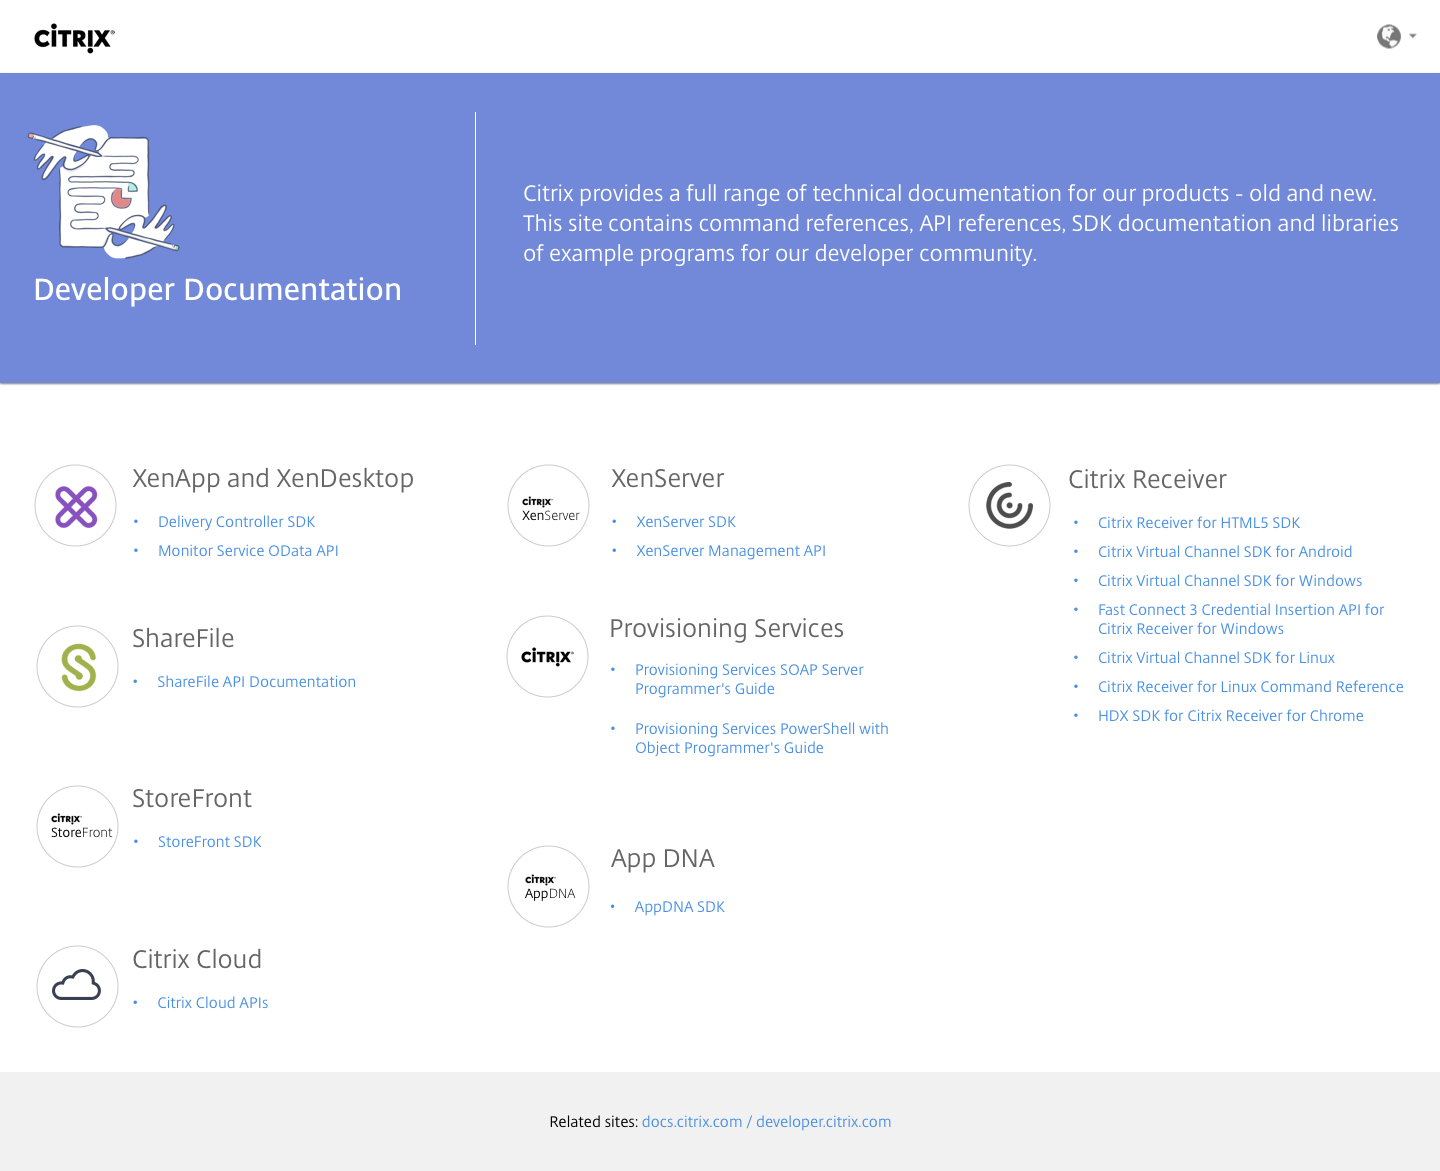 CITRIX®
Developer Documentation
Citrix provides a full range of technical documentation for our products - old and new.
This site contains command references, API references, SDK documentation and libraries
of example programs for our developer community.
XenApp and XenDesktop
• Delivery Controller SDK
• Monitor Service OData API
ShareFile
• ShareFile API Documentation
CITRIX®
StoreFront
StoreFront
• StoreFront SDK
Citrix Cloud
• Citrix Cloud APIs
CITRIX®
XenServer
XenServer
• XenServer SDK
• XenServer Management API
CITRIX®
Provisioning Services
• Provisioning Services SOAP Server
Programmer's Guide
• Provisioning Services PowerShell with
Object Programmer's Guide
CITRIX®
AppDNA
App DNA
• AppDNA SDK
Citrix Receiver
• Citrix Receiver for HTML5 SDK
• Citrix Virtual Channel SDK for Android
• Citrix Virtual Channel SDK for Windows
• Fast Connect 3 Credential Insertion API for
Citrix Receiver for Windows
• Citrix Virtual Channel SDK for Linux
• Citrix Receiver for Linux Command Reference
• HDX SDK for Citrix Receiver for Chrome
Related sites: docs.citrix.com / developer.citrix.com